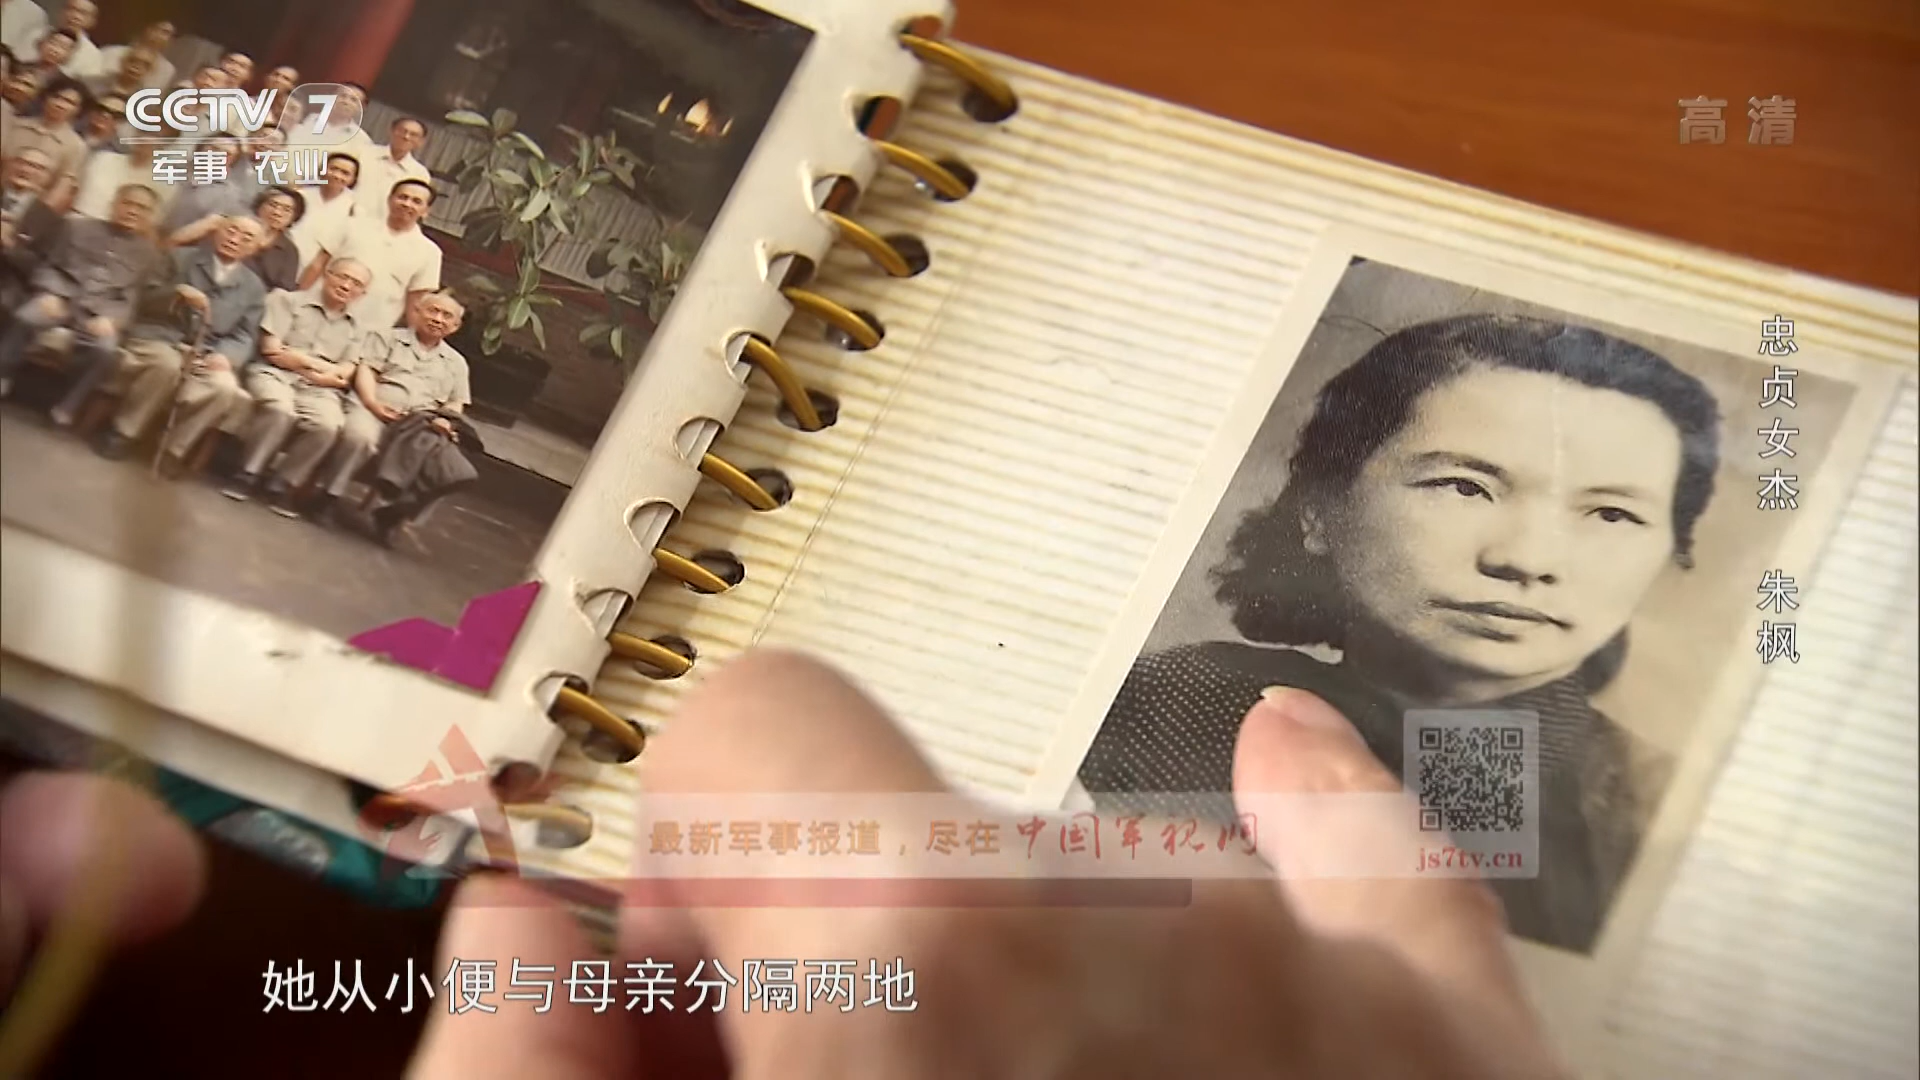 CCTV 7
军事 农业
高清
忠贞女杰 朱枫
最新军事报道，尽在中国军视网
js7tv.cn
她从小便与母亲分隔两地